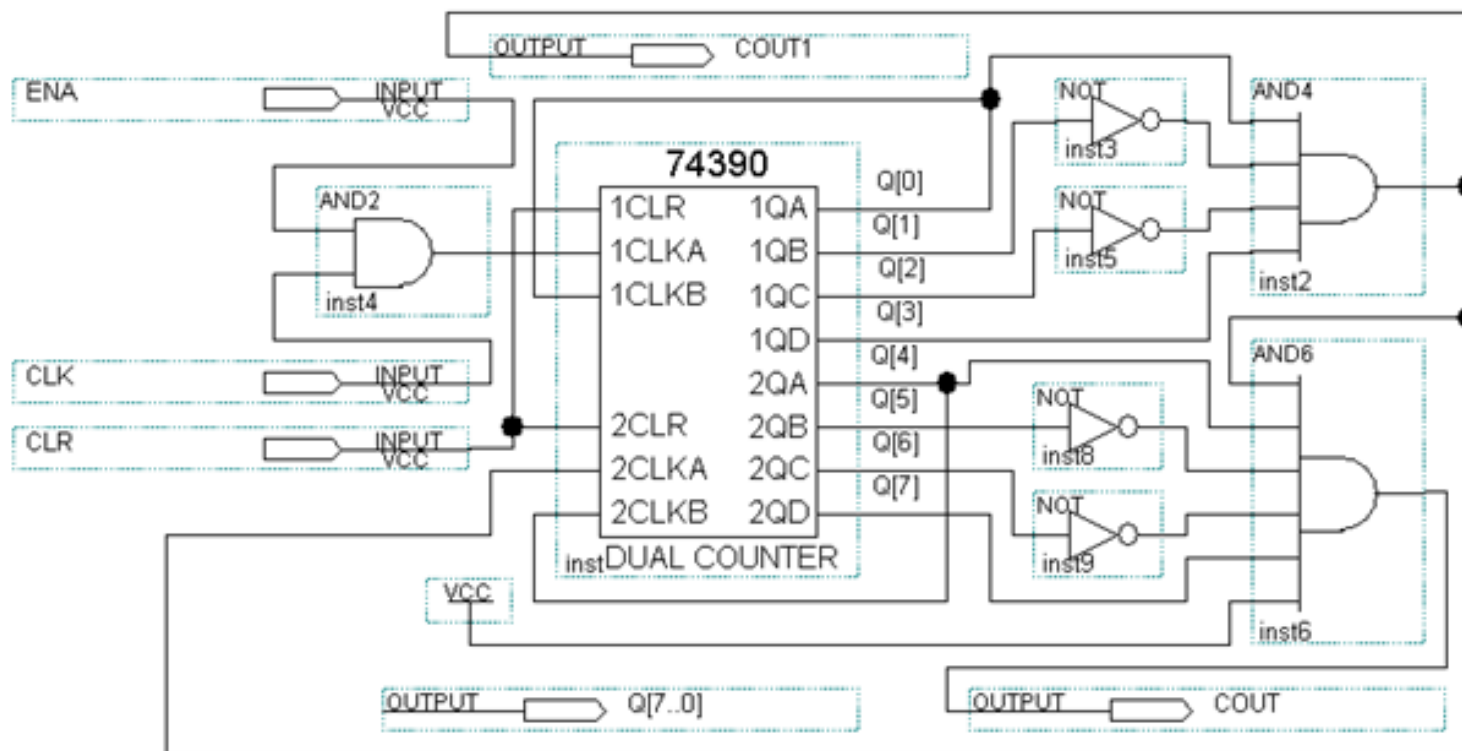 OUTPUT COUT1
ENA INPUT
VCC
NOT
inst3
AND4
inst2
74390
Q[0]
AND2
inst4
1CLR 1QA
Q[1]
NOT
inst5
1CLKA 1QB
Q[2]
1CLKB 1QC
Q[3]
1QD
Q[4]
AND6
inst6
CLK INPUT
VCC
2QA
Q[5]
NOT
inst8
CLR INPUT
VCC
2CLR 2QB
Q[6]
2CLKA 2QC
Q[7]
NOT
inst9
2CLKB 2QD
inst DUAL COUNTER
VCC
OUTPUT Q[7..0]
OUTPUT COUT